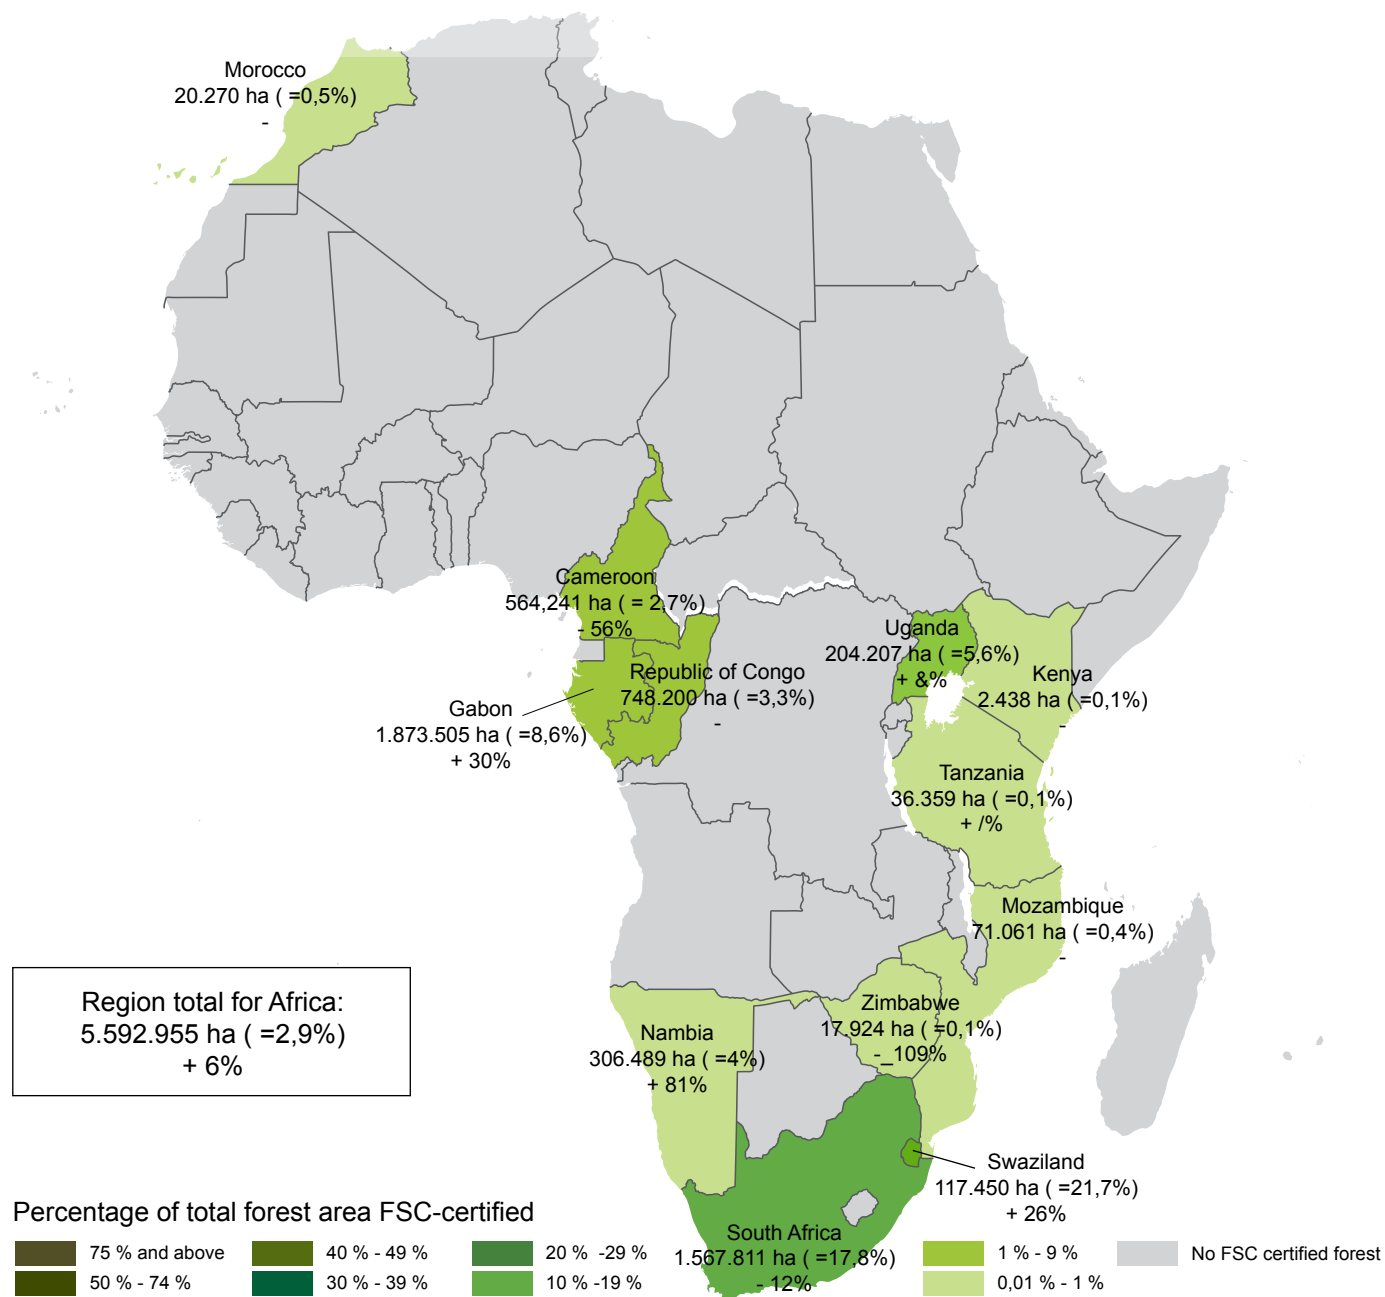 Morocco
20.270 ha ( =0,5%)
-
Cameroon
564,241 ha ( = 2,7%)
- 56%
Uganda
204.207 ha ( =5,6%)
+ &%
Republic of Congo
748.200 ha ( =3,3%)
-
Kenya
2.438 ha ( =0,1%)
-
Gabon
1.873.505 ha ( =8,6%)
+ 30%
Tanzania
36.359 ha ( =0,1%)
+ /%
Mozambique
71.061 ha ( =0,4%)
-
Region total for Africa:
5.592.955 ha ( =2,9%)
+ 6%
Nambia
306.489 ha ( =4%)
+ 81%
Zimbabwe
17.924 ha ( =0,1%)
-_109%
Swaziland
117.450 ha ( =21,7%)
+ 26%
South Africa
1.567.811 ha ( =17,8%)
- 12%
Percentage of total forest area FSC-certified
75 % and above
50 % - 74 %
40 % - 49 %
30 % - 39 %
20 % -29 %
10 % -19 %
1 % - 9 %
0,01 % - 1 %
No FSC certified forest